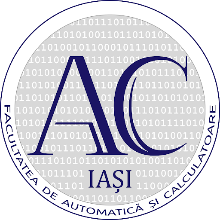 AC
IAȘI
FACULTATEA DE AUTOMATICĂ ȘI CALCULATOARE